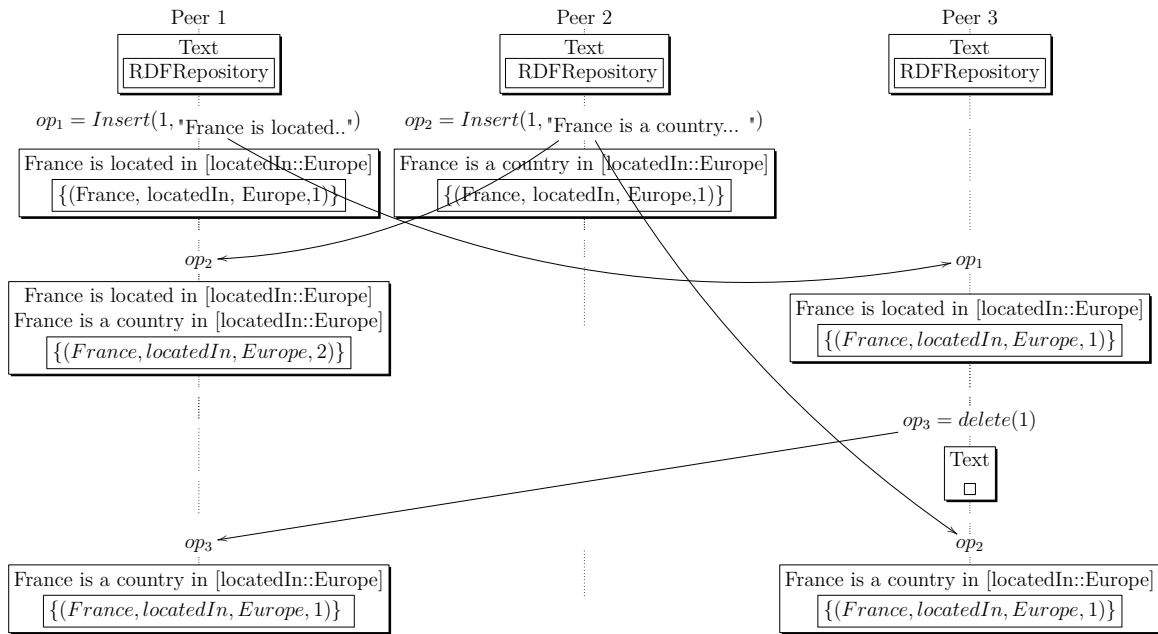 Peer 1
Peer 2
Peer 3
Text
RDFRepository
Text
RDFRepository
Text
RDFRepository
op1 = Insert(1, "France is located..")
op2 = Insert(1, "France is a country... ")
France is located in [locatedIn::Europe]
{(France, locatedIn, Europe,1)}
France is a country in [locatedIn::Europe]
{(France, locatedIn, Europe,1)}
op2
op1
France is located in [locatedIn::Europe]
France is a country in [locatedIn::Europe]
{(France, locatedIn, Europe, 2)}
France is located in [locatedIn::Europe]
{(France, locatedIn, Europe, 1)}
op3 = delete(1)
Text
op3
op2
France is a country in [locatedIn::Europe]
{(France, locatedIn, Europe, 1)}
France is a country in [locatedIn::Europe]
{(France, locatedIn, Europe, 1)}